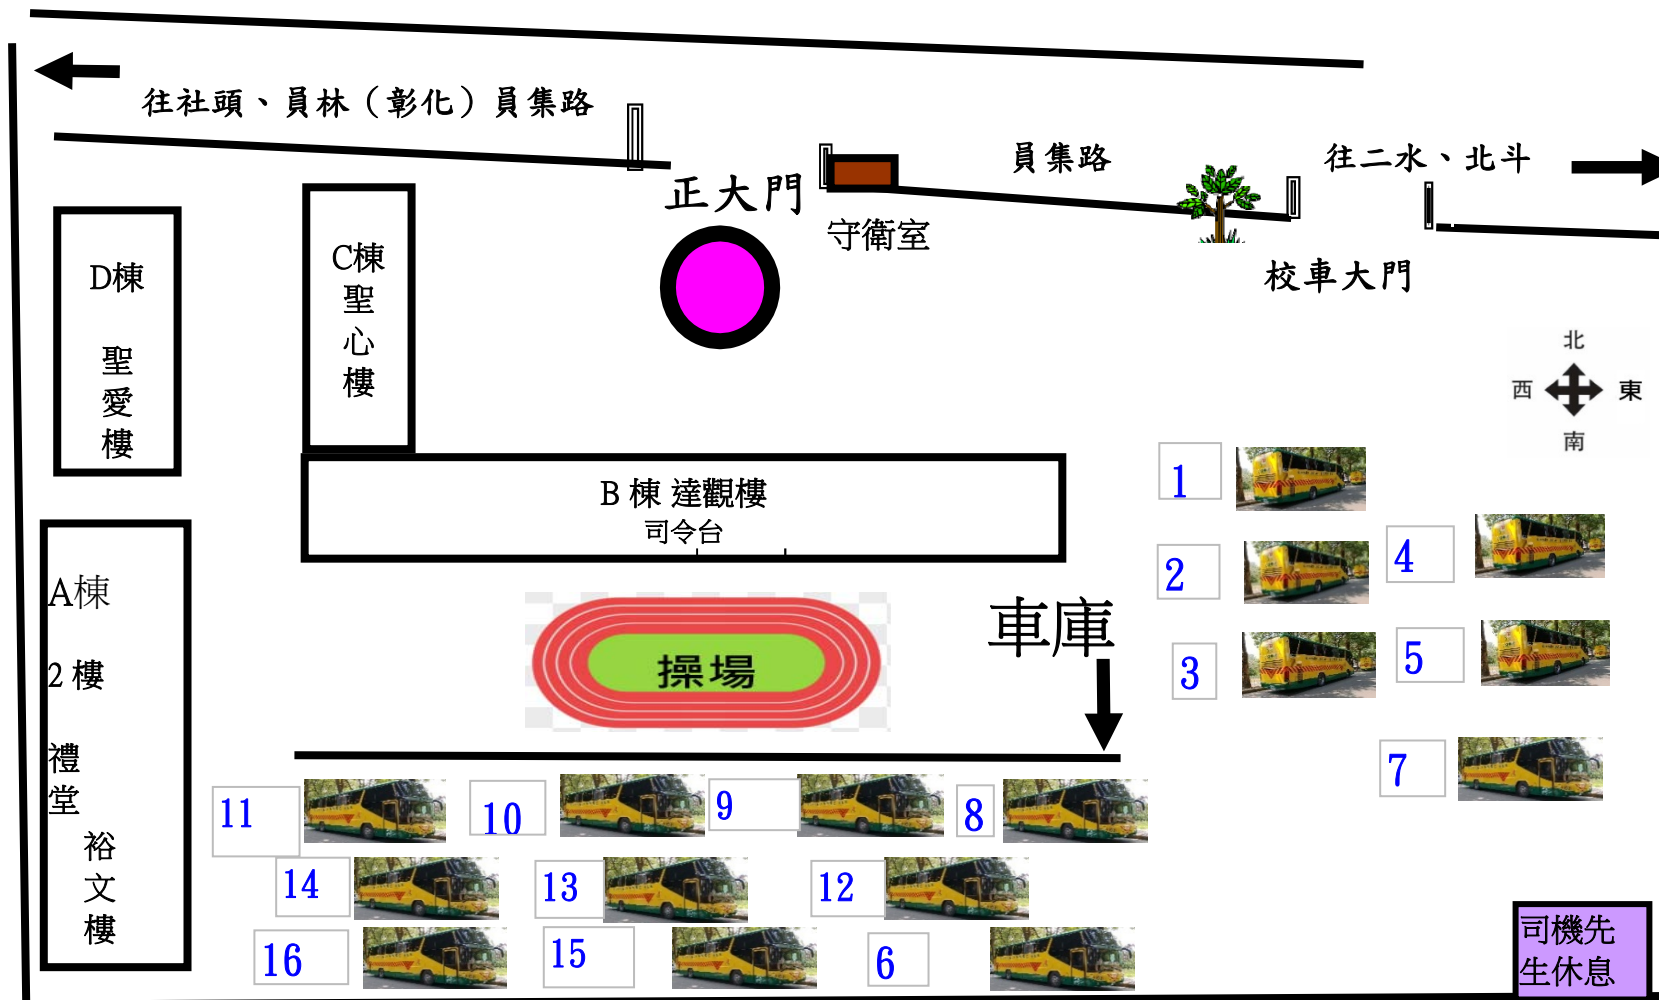 往社頭、員林（彰化）員集路
員集路
往二水、北斗
正大門
守衛室
校車大門
D棟
聖
愛
樓
C棟
聖
心
樓
北
西
東
南
B 棟 達觀樓
司令台
A棟
2 樓
禮
堂
裕
文
樓
操場
車庫
1
2
3
4
5
7
11
10
9
8
14
13
12
16
15
6
司機先
生休息